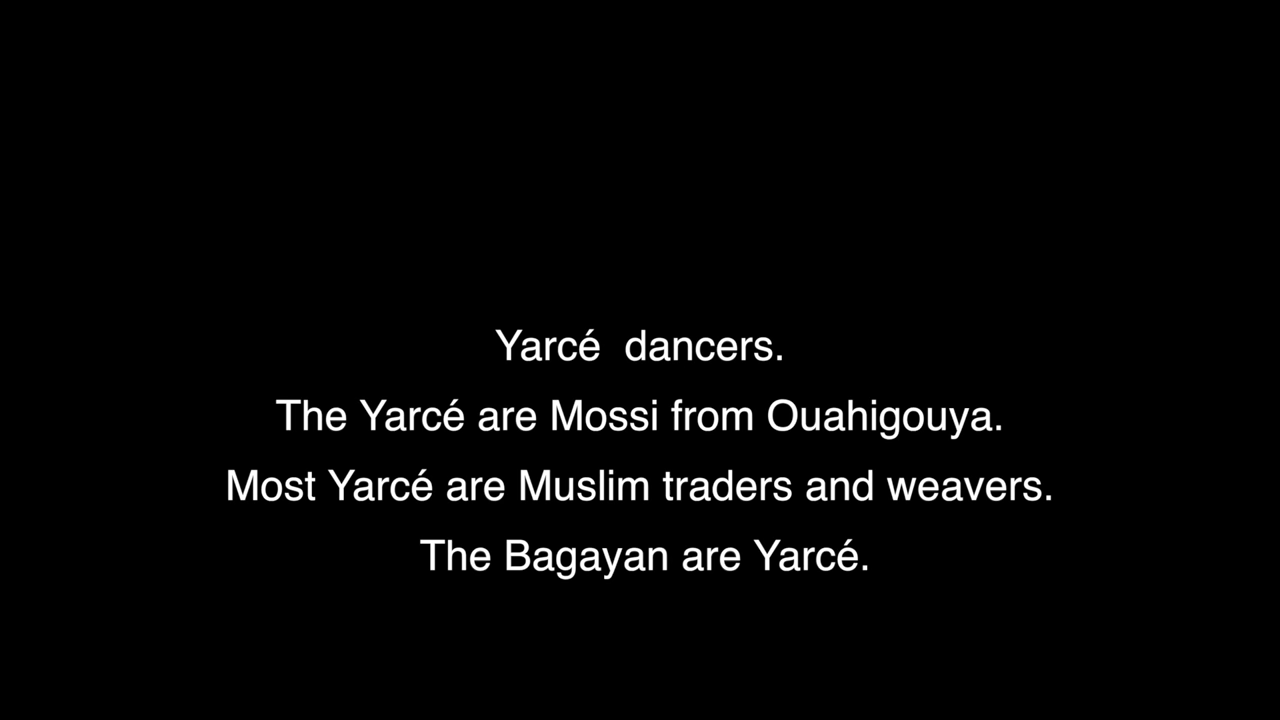 Yarcé  dancers.
The Yarcé are Mossi from Ouahigouya.
Most Yarcé are Muslim traders and weavers.
The Bagayan are Yarcé.